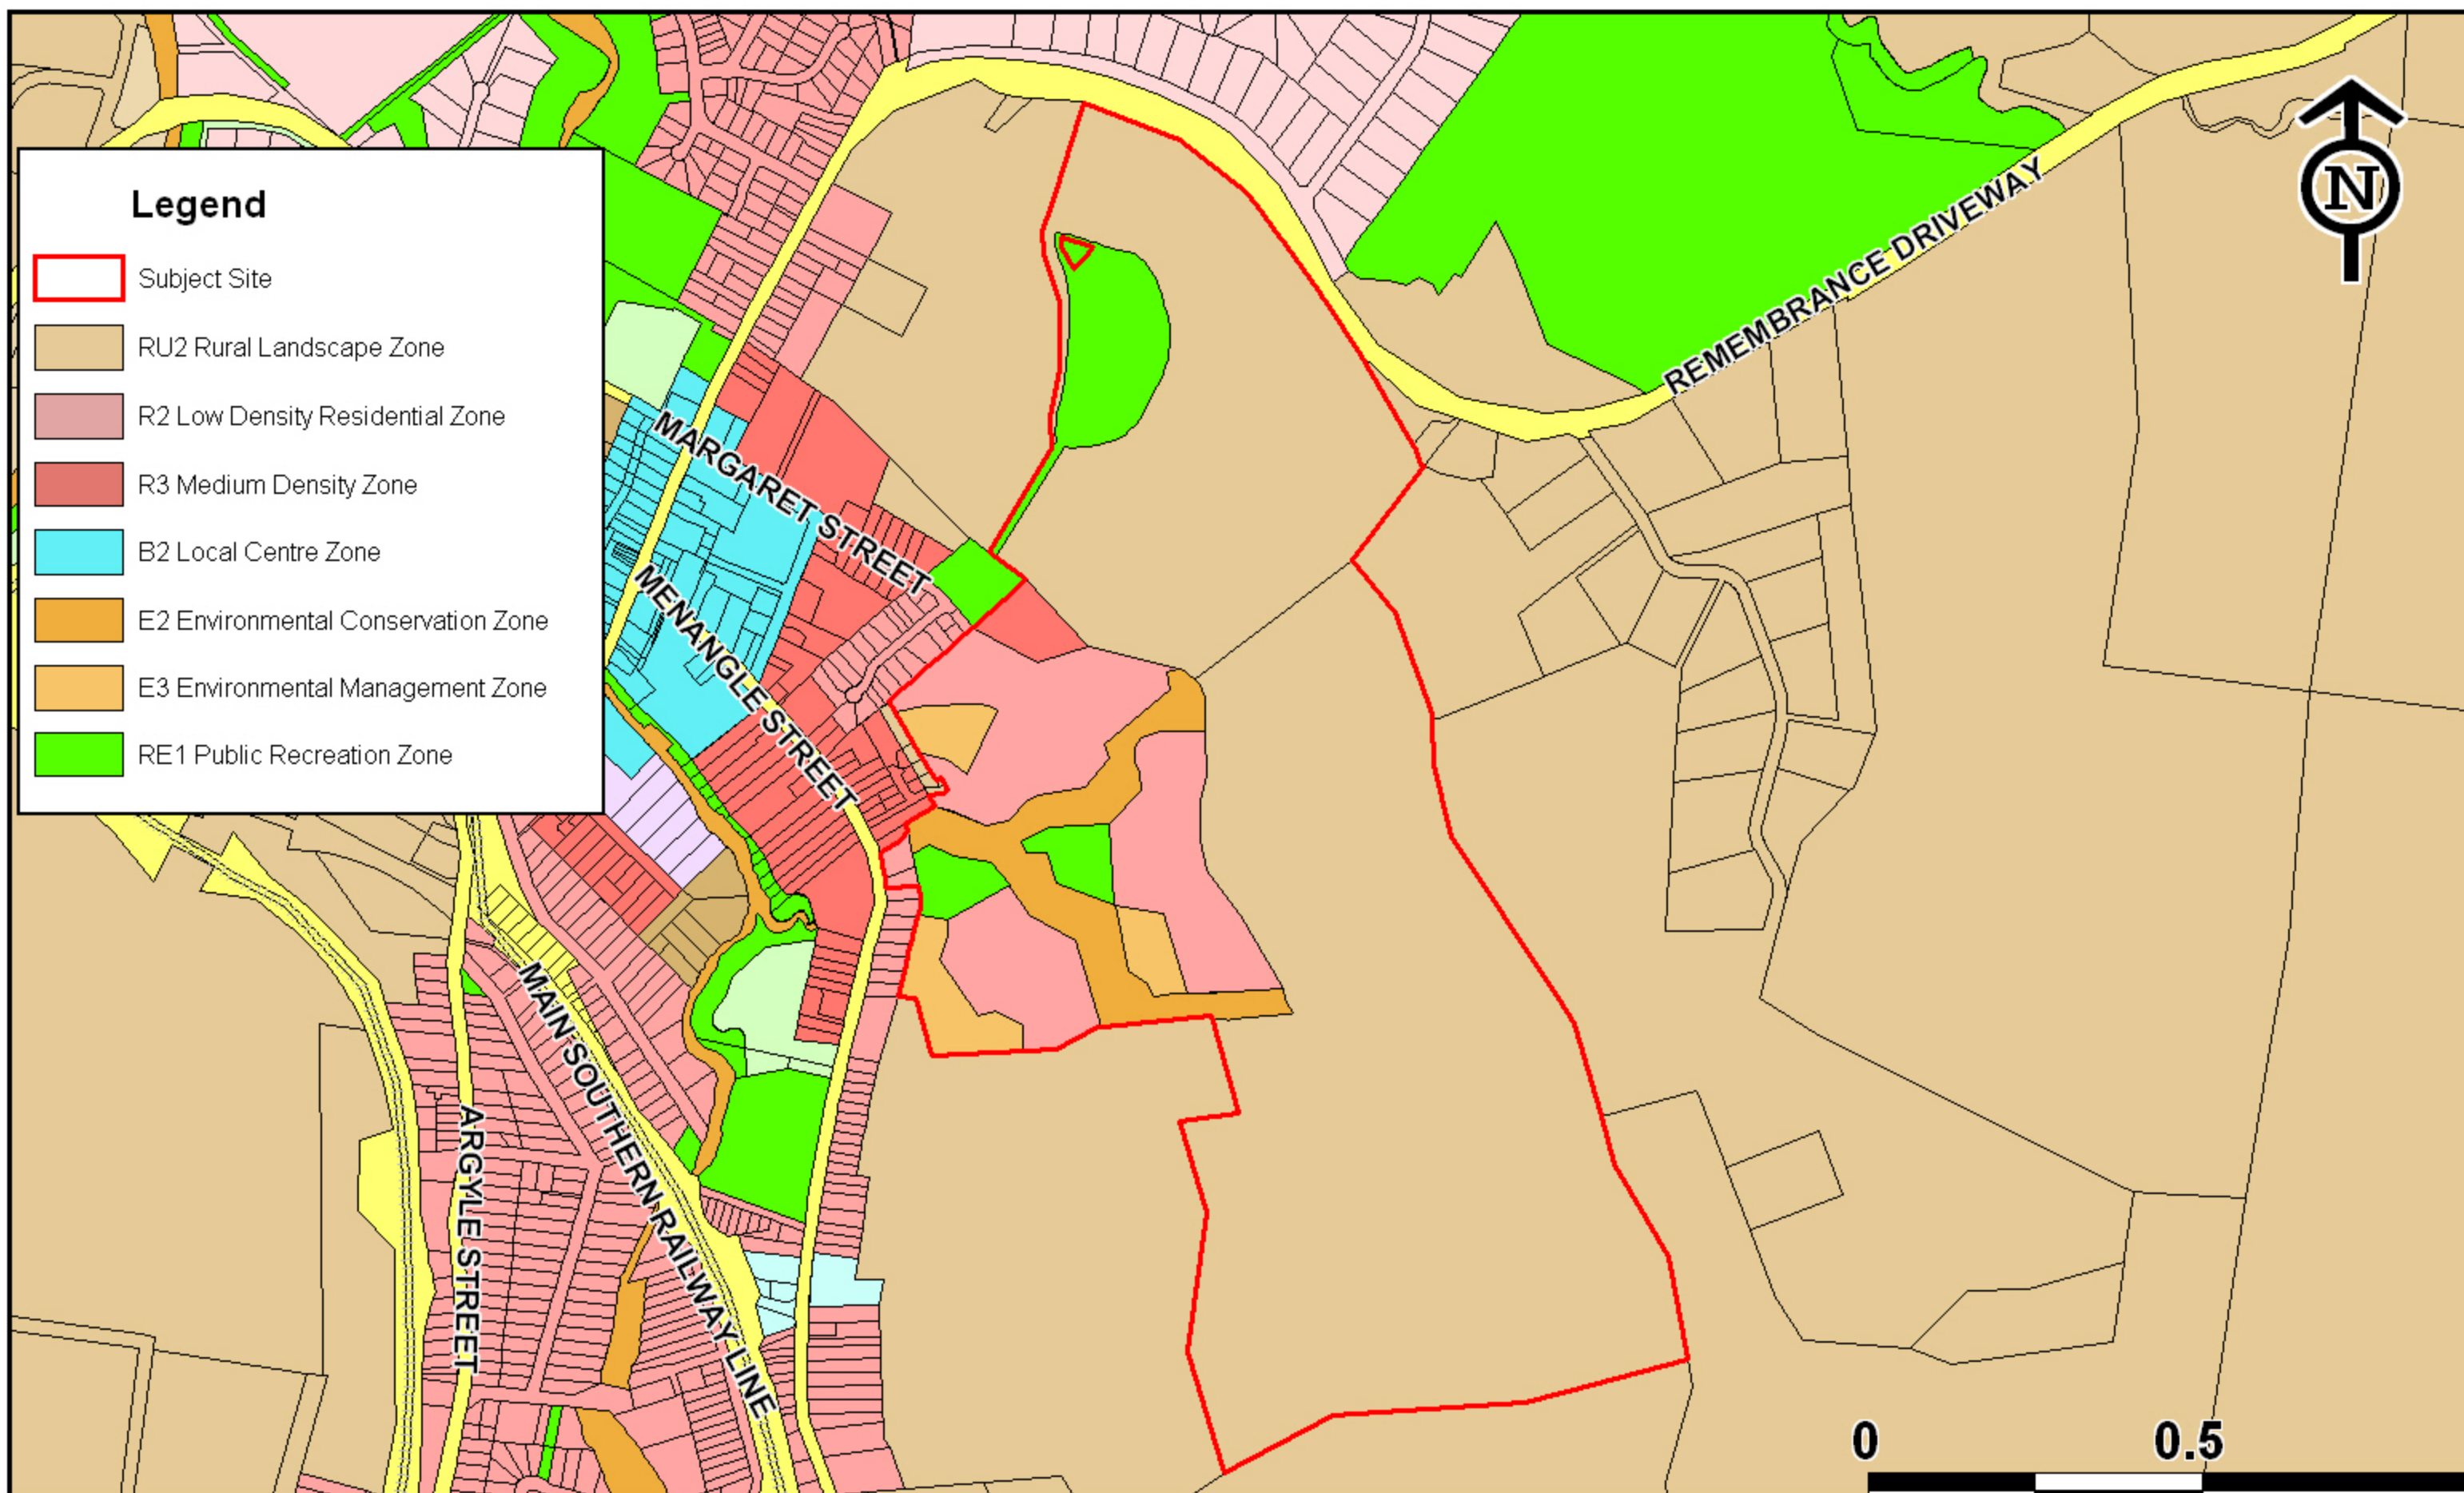 Legend
Subject Site
RU2 Rural Landscape Zone
R2 Low Density Residential Zone
R3 Medium Density Zone
B2 Local Centre Zone
E2 Environmental Conservation Zone
E3 Environmental Management Zone
RE1 Public Recreation Zone
N
REMEMBRANCE DRIVEWAY
MARGARET STREET
MENANGLE STREET
MAIN SOUTHERN RAILWAY LINE
ARGYLE STREET
0 0.5